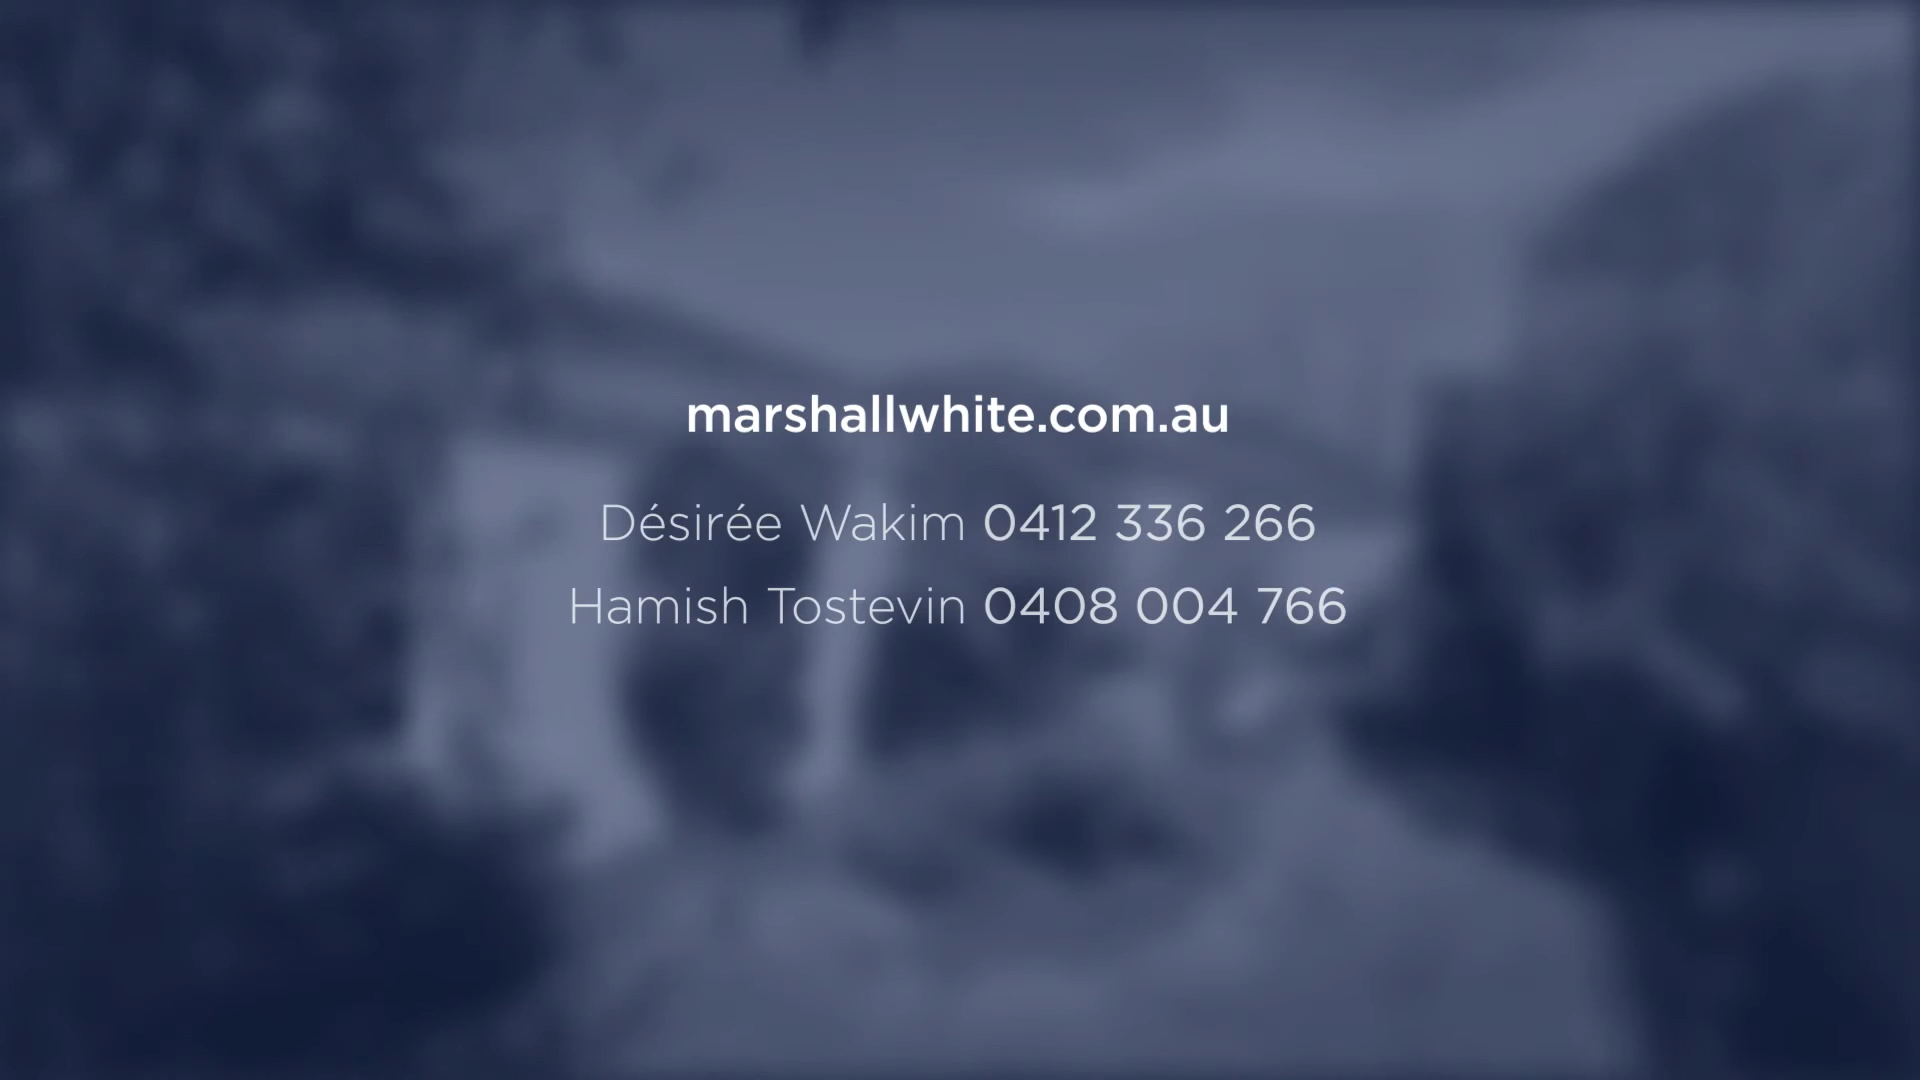 marshallwhite.com.au
Désirée Wakim 0412 336 266
Hamish Tostevin 0408 004 766